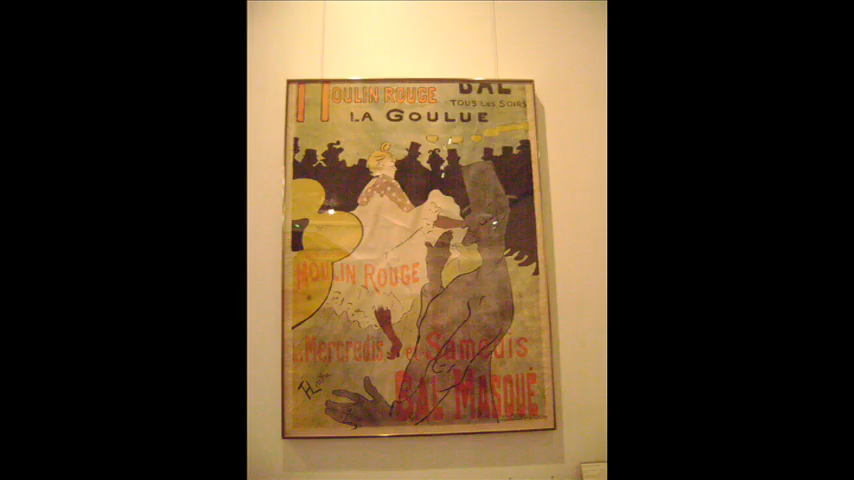 MOULIN ROUGE BAL
TOUS LES SOIRS
LA GOULUE
MOULIN ROUGE
Mercredis et Samedis
BAL MASQUÉ